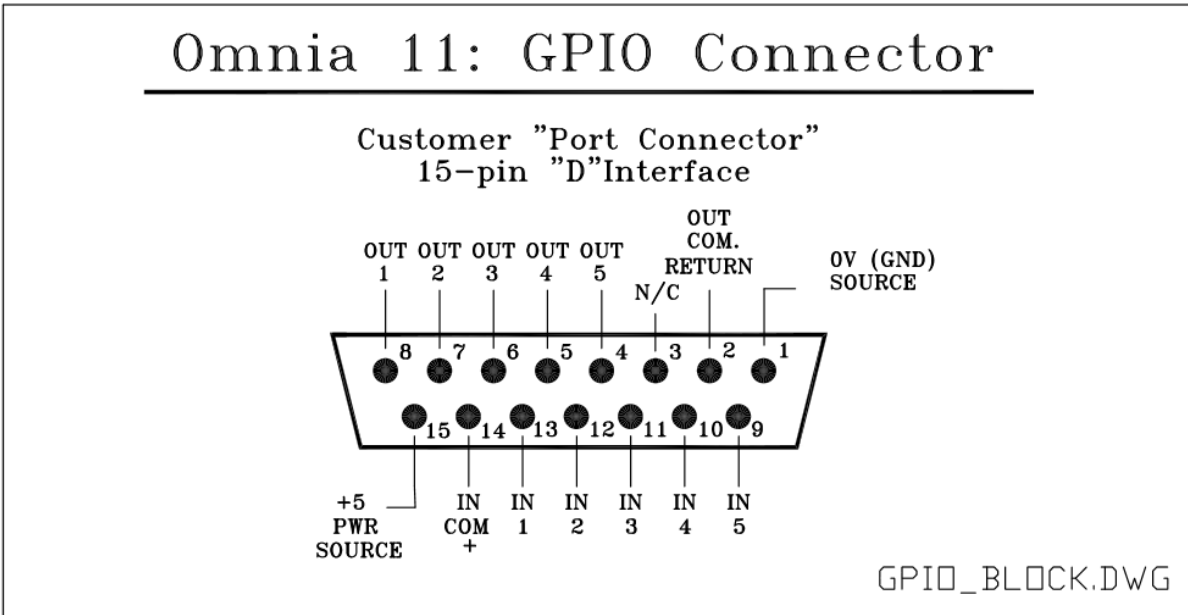 Omnia 11: GPIO Connector
Customer "Port Connector"
15-pin "D"Interface
OUT
COM.
RETURN
OUT OUT OUT OUT OUT
1 2 3 4 5
N/C
0V (GND)
SOURCE
8 7 6 5 4 3 2 1
15 14 13 12 11 10 9
+5
PWR
SOURCE
IN
COM
+
IN
1
IN
2
IN
3
IN
4
IN
5
GPIO_BLOCK.DWG